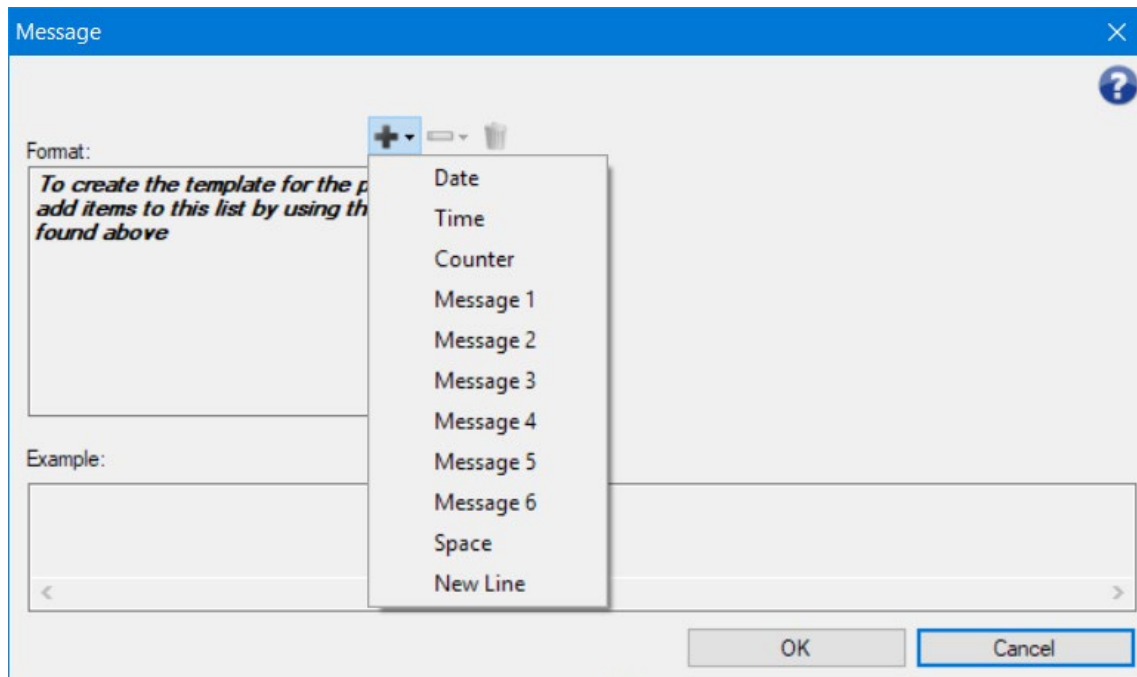 Message
Format:
To create the template for the p
add items to this list by using th
found above
Date
Time
Counter
Message 1
Message 2
Message 3
Message 4
Message 5
Message 6
Space
New Line
Example:
OK
Cancel